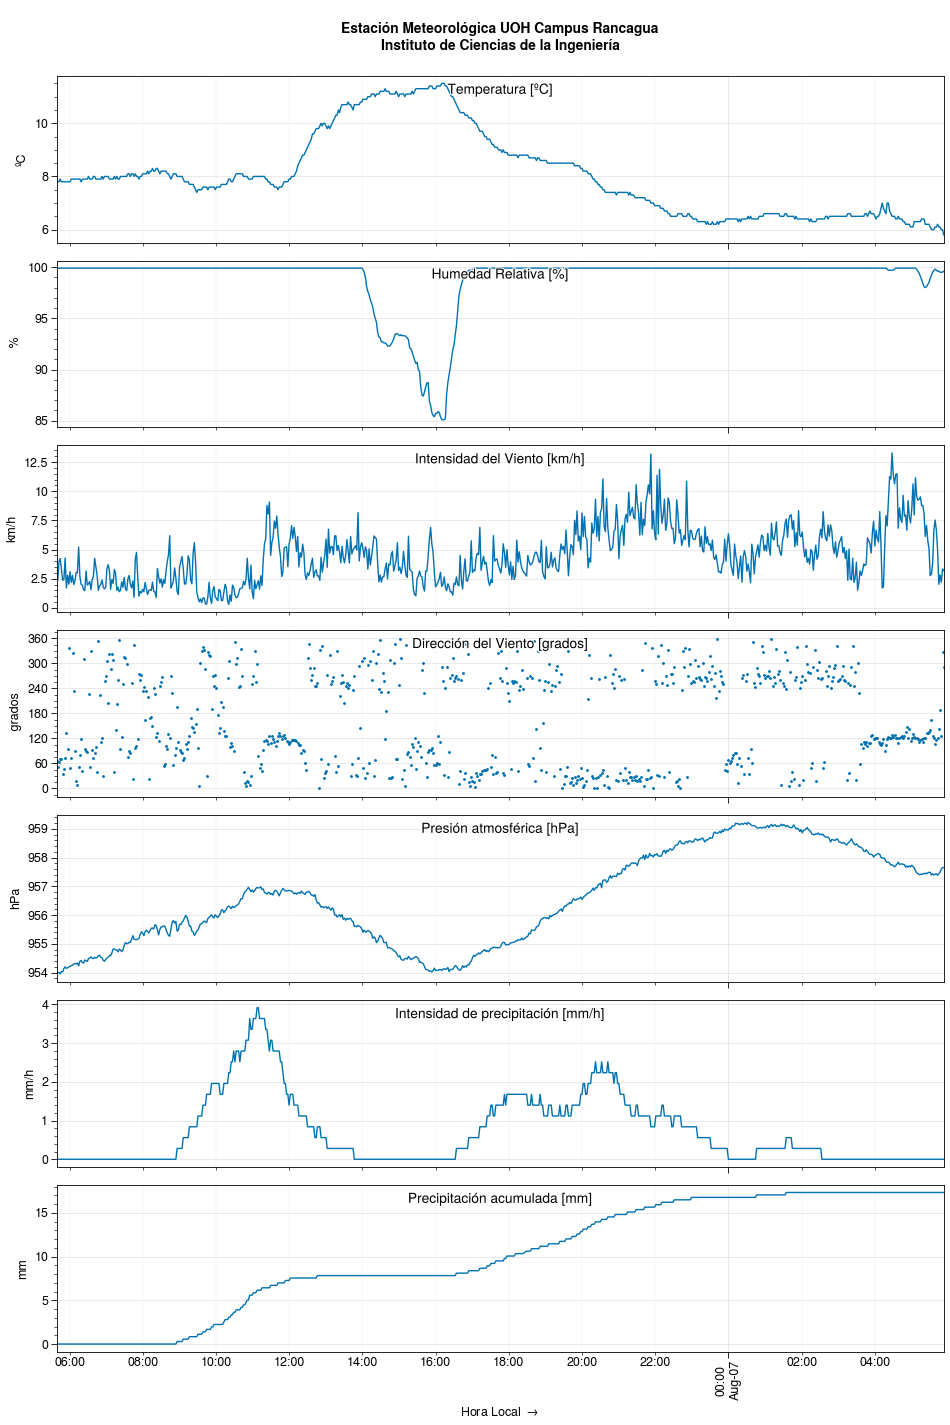 Estación Meteorológica UOH Campus Rancagua
Instituto de Ciencias de la Ingeniería
Temperatura [ºC]
10
8
6
ºC
Humedad Relativa [%]
100
95
90
85
%
Intensidad del Viento [km/h]
12.5
10
7.5
5
2.5
0
km/h
Dirección del Viento [grados]
360
300
240
180
120
60
0
grados
Presión atmosférica [hPa]
959
958
957
956
955
954
hPa
Intensidad de precipitación [mm/h]
4
3
2
1
0
mm/h
Precipitación acumulada [mm]
15
10
5
0
mm
06:00 08:00 10:00 12:00 14:00 16:00 18:00 20:00 22:00 00:00 02:00 04:00
Aug-07
Hora Local →